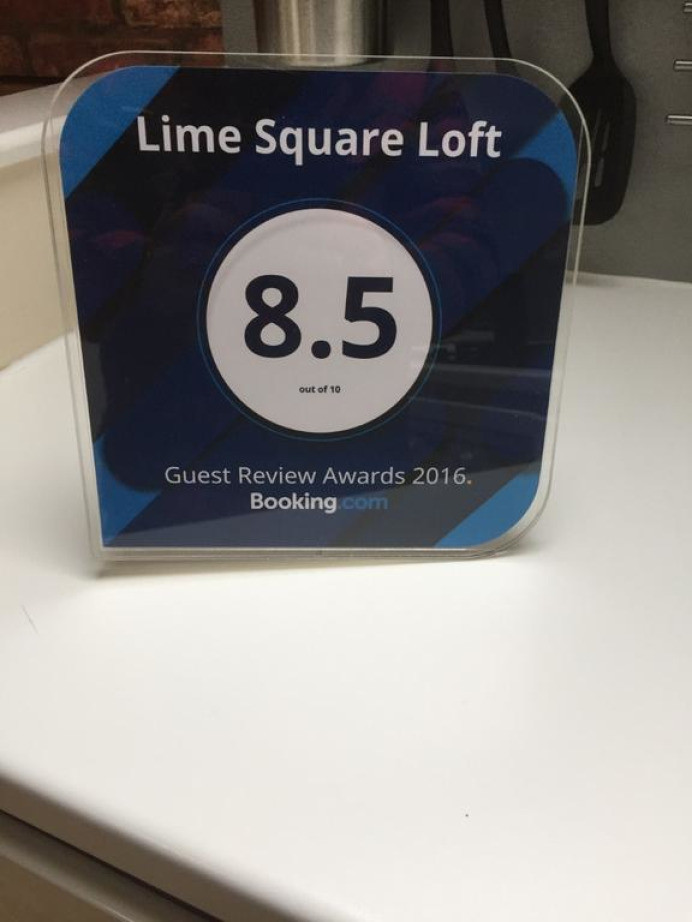 Lime Square Loft
8.5
out of 10
Guest Review Awards 2016.
Booking.com